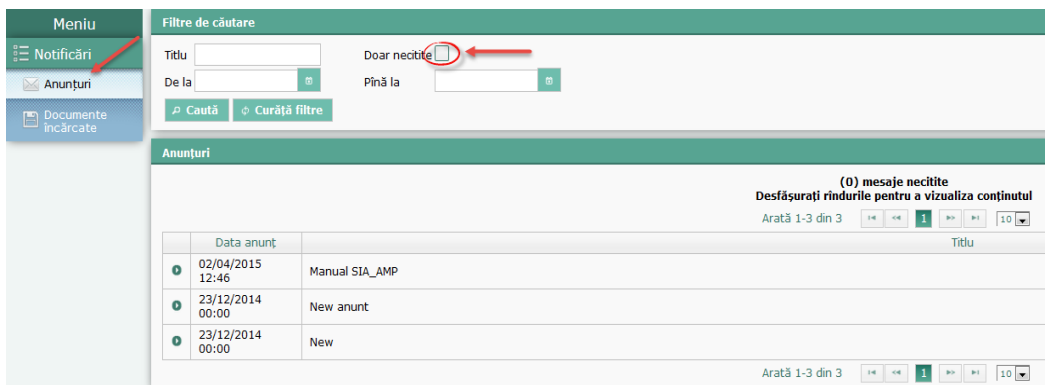 Meniu
Notificări
Anunțuri
Documente
încărcate
Filtre de căutare
Titlu
Doar necitite
De la
Pînă la
Caută
Curăță filtre
Anunțuri
(0) mesaje necitite
Desfășurați rîndurile pentru a vizualiza conținutul
Arată 1-3 din 3 1 10
Data anunț Titlu
02/04/2015
12:46
Manual SIA_AMP
23/12/2014
00:00
New anunt
23/12/2014
00:00
New
Arată 1-3 din 3 1 10